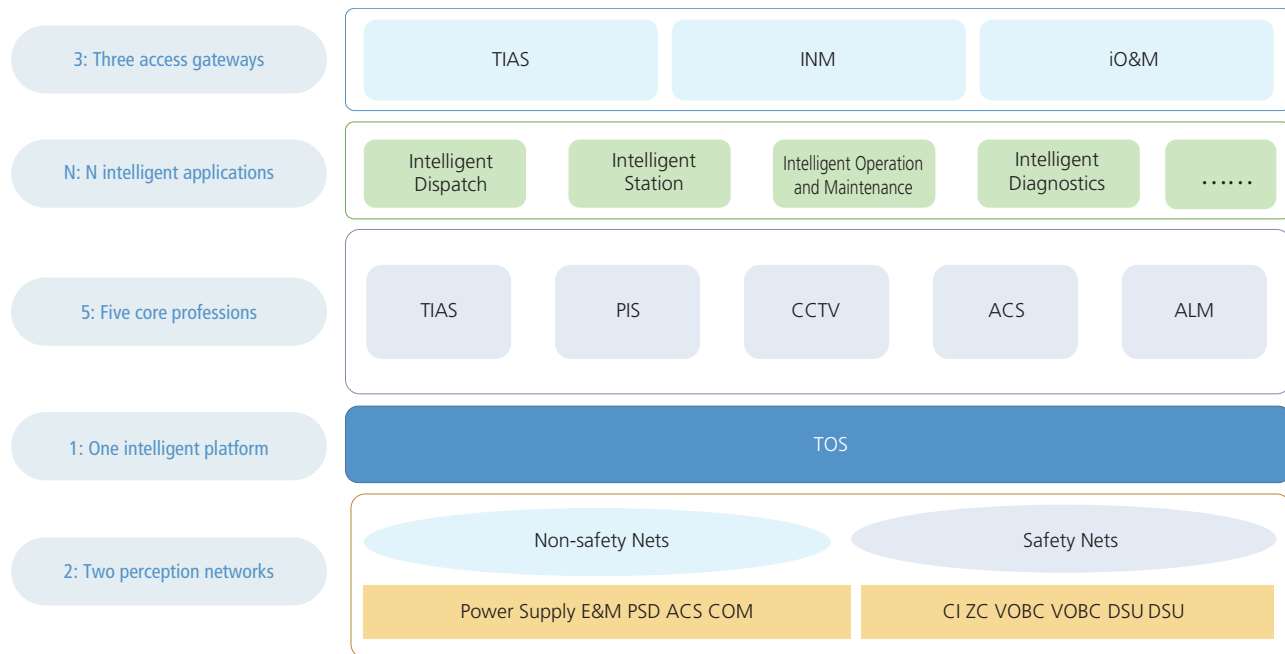 3: Three access gateways
TIAS
INM
iO&M
N: N intelligent applications
Intelligent
Dispatch
Intelligent
Station
Intelligent Operation
and Maintenance
Intelligent
Diagnostics
......
5: Five core professions
TIAS
PIS
CCTV
ACS
ALM
1: One intelligent platform
TOS
2: Two perception networks
Non-safety Nets
Safety Nets
Power Supply E&M PSD ACS COM
CI ZC VOBC VOBC DSU DSU